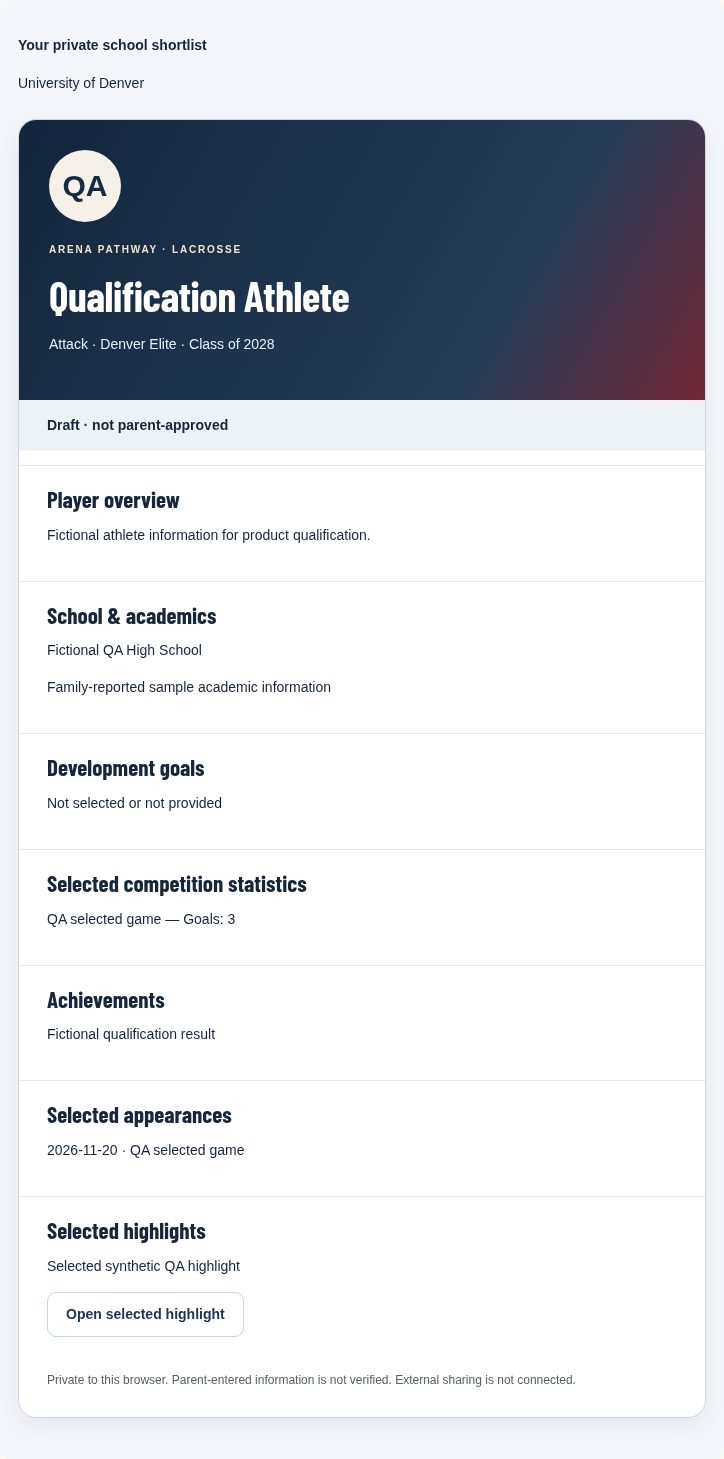 Your private school shortlist
University of Denver
QA
ARENA PATHWAY · LACROSSE
Qualification Athlete
Attack · Denver Elite · Class of 2028
Draft · not parent-approved
Player overview
Fictional athlete information for product qualification.
School & academics
Fictional QA High School
Family-reported sample academic information
Development goals
Not selected or not provided
Selected competition statistics
QA selected game — Goals: 3
Achievements
Fictional qualification result
Selected appearances
2026-11-20 · QA selected game
Selected highlights
Selected synthetic QA highlight
Open selected highlight
Private to this browser. Parent-entered information is not verified. External sharing is not connected.